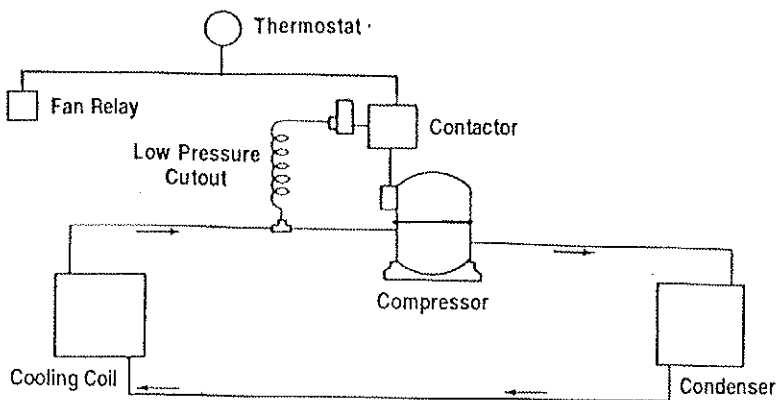 Thermostat
Fan Relay
Contactor
Low Pressure
Cutout
Compressor
Cooling Coil
Condenser